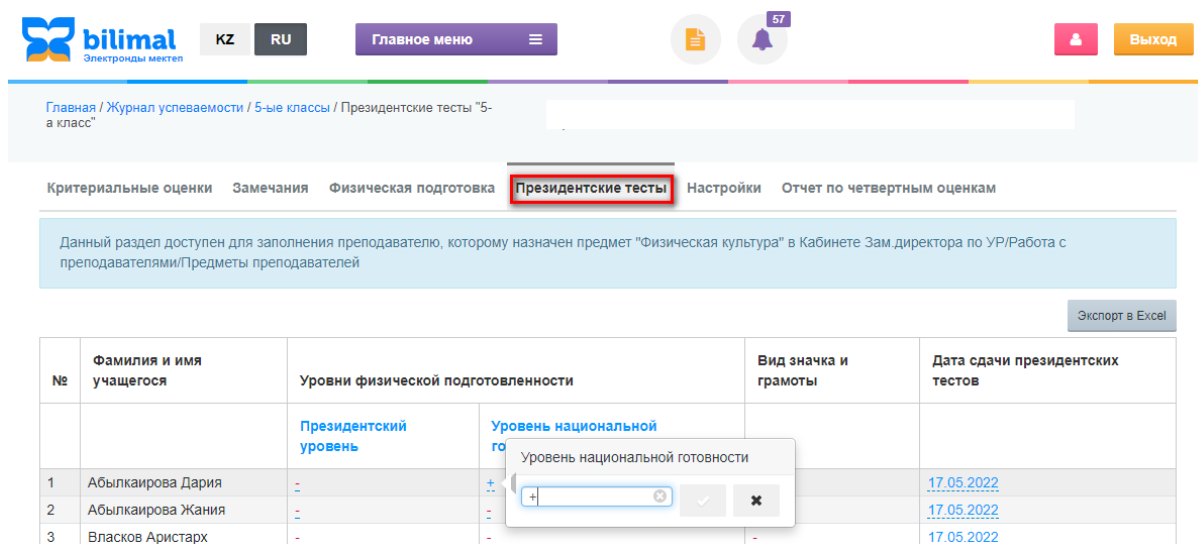 bilimal
Электронды мектеп
KZ
RU
Главное меню
57
Выход
Главная / Журнал успеваемости / 5-ые классы / Президентские тесты "5-
а класс"
Критериальные оценки Замечания Физическая подготовка Президентские тесты Настройки Отчет по четвертным оценкам
Данный раздел доступен для заполнения преподавателю, которому назначен предмет "Физическая культура" в Кабинете Зам.директора по УР/Работа с
преподавателями/Предметы преподавателей
Экспорт в Excel
№ Фамилия и имя учащегося Уровни физической подготовленности Вид значка и грамоты Дата сдачи президентских тестов
Президентский уровень Уровень национальной го
Уровень национальной готовности
+
1 Абылкаирова Дария - + 17.05.2022
2 Абылкаирова Жания - - 17.05.2022
3 Власков Аристарх - - - 17.05.2022